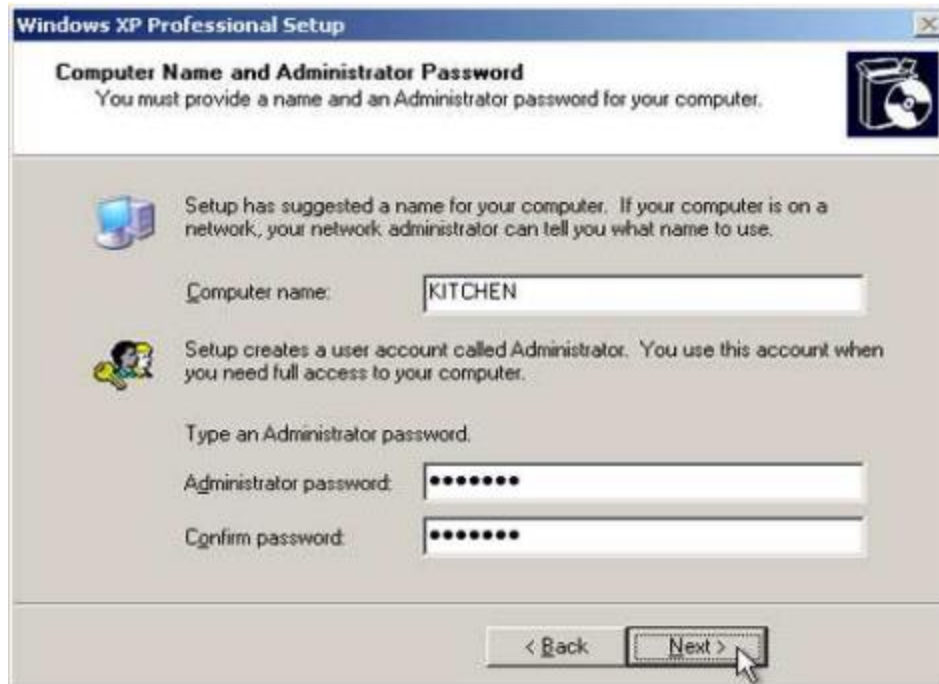 Windows XP Professional Setup
Computer Name and Administrator Password
You must provide a name and an Administrator password for your computer.
Setup has suggested a name for your computer. If your computer is on a
network, your network administrator can tell you what name to use.
Computer name: KITCHEN
Setup creates a user account called Administrator. You use this account when
you need full access to your computer.
Type an Administrator password.
Administrator password: •••••••
Confirm password: •••••••
< Back Next >